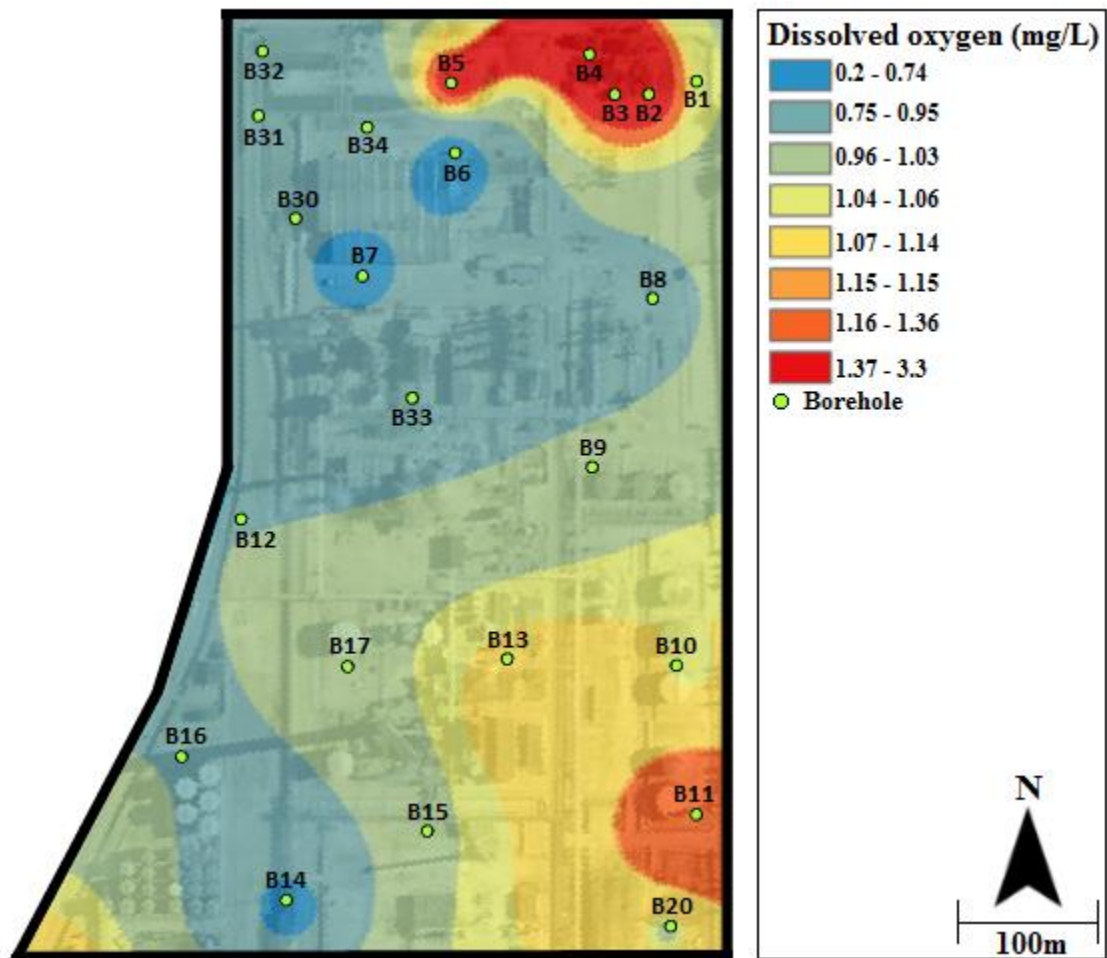 B32
B5
B4
B3
B2
B1
B31
B34
B6
B30
B7
B8
B33
B9
B12
B17
B13
B10
B16
B15
B11
B14
B20
Dissolved oxygen (mg/L)
0.2 - 0.74
0.75 - 0.95
0.96 - 1.03
1.04 - 1.06
1.07 - 1.14
1.15 - 1.15
1.16 - 1.36
1.37 - 3.3
Borehole
N
100m